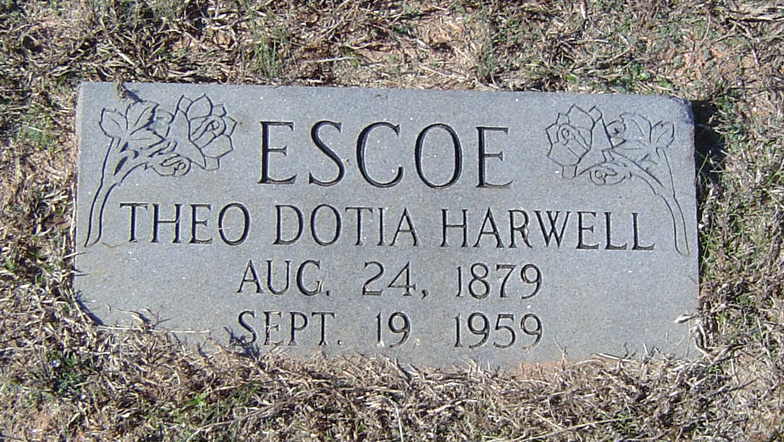 ESCOE
THEO DOTIA HARWELL
AUG. 24, 1879
SEPT. 19, 1959